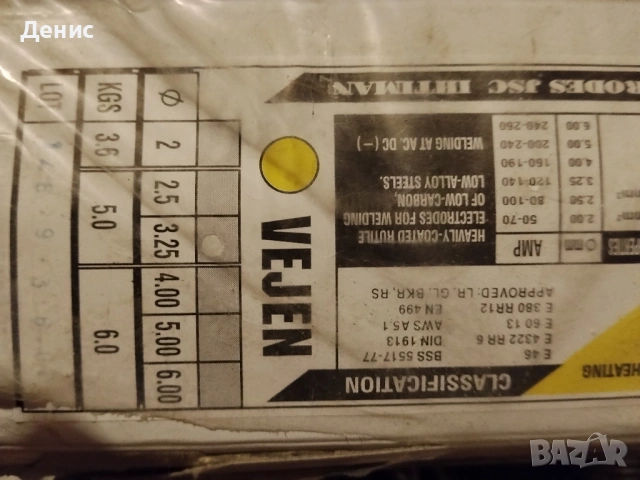 Денис
RODES JSC IHTIMAN
VEJEN
ø 2 2.5 3.25 4.00 5.00 6.00
KGS 3.6 5.0 6.0
LOT
HEATING
CLASSIFICATION
E 46 BSS 5517-77
E 4322 RR 6 DIN 1913
E 60 13 AWS A5.1
E 380 RR12 EN 499
APPROVED: LR, GL, BKR, RS
AMP
mm
HEAVILY-COATED RUTILE
ELECTRODES FOR WELDING
OF LOW-CARBON,
LOW-ALLOY STEELS.
WELDING AT AC, DC (−)
2.00 50-70
2.50 80-100
3.25 120-140
4.00 160-190
5.00 200-240
6.00 240-260
BAZAR